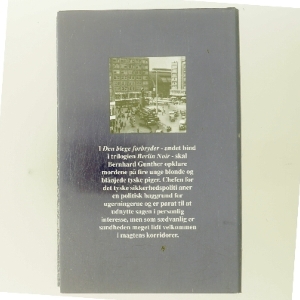 I Den blege forbryder - andet bind
i trilogien Berlin Noir - skal
Bernhard Gunther opklare
mordene på fire unge blonde og
blåøjede tyske piger. Chefen for
det tyske sikkerhedspoliti aner
en politisk baggrund for
ugerningerne og er parat til at
udnytte sagen i personlig
interesse, men som sædvanlig er
sandheden meget lidt velkommen
i magtens korridorer.